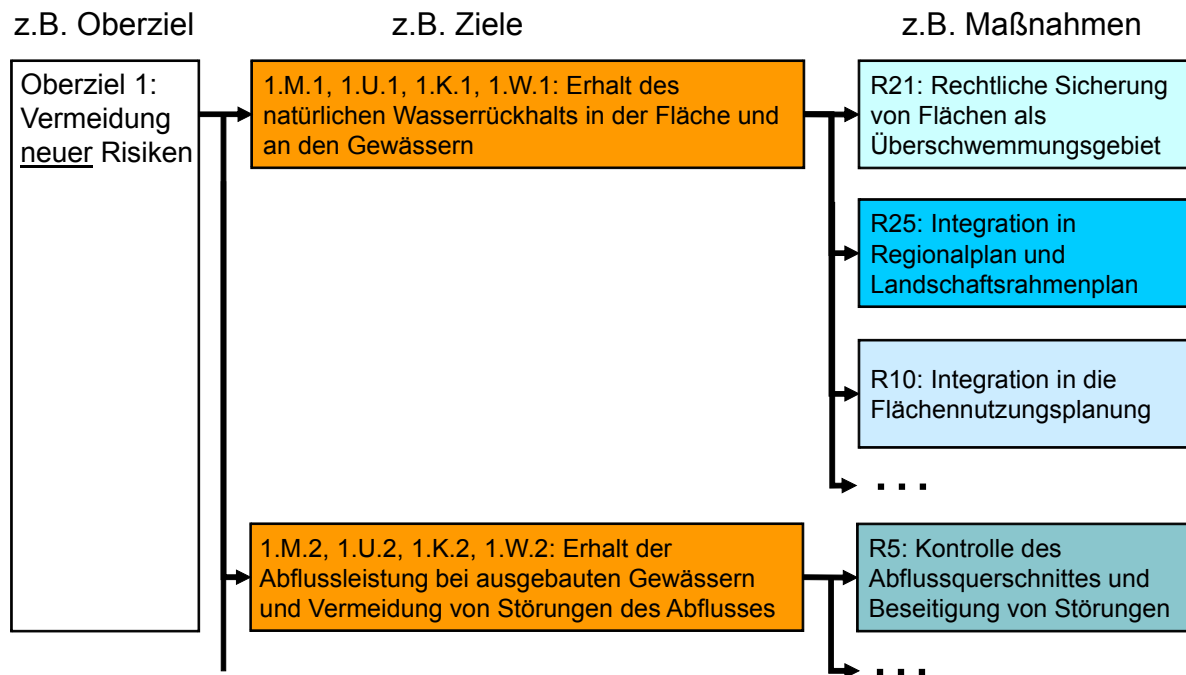 z.B. Oberziel
z.B. Ziele
z.B. Maßnahmen
Oberziel 1:
Vermeidung
neuer Risiken
1.M.1, 1.U.1, 1.K.1, 1.W.1: Erhalt des
natürlichen Wasserrückhalts in der Fläche und
an den Gewässern
R21: Rechtliche Sicherung
von Flächen als
Überschwemmungsgebiet
R25: Integration in
Regionalplan und
Landschaftsrahmenplan
R10: Integration in die
Flächennutzungsplanung
. . .
1.M.2, 1.U.2, 1.K.2, 1.W.2: Erhalt der
Abflussleistung bei ausgebauten Gewässern
und Vermeidung von Störungen des Abflusses
R5: Kontrolle des
Abflussquerschnittes und
Beseitigung von Störungen
. . .